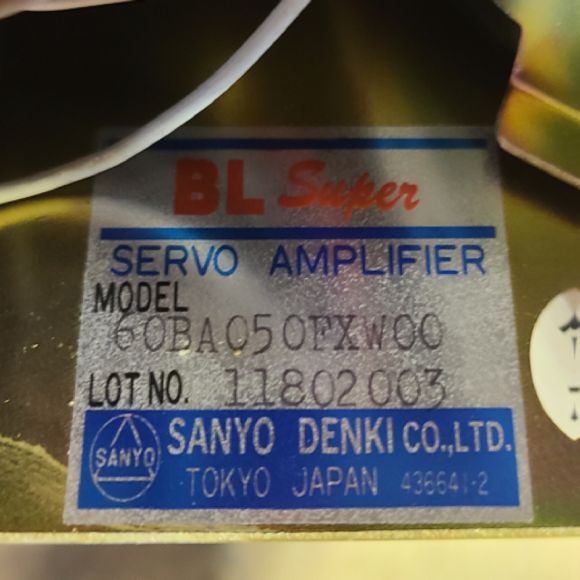 BL Super
SERVO AMPLIFIER
MODEL
60BA050FXW00
LOT NO. 11802003
SANYO
SANYO DENKI CO.,LTD.
TOKYO JAPAN 436641-2